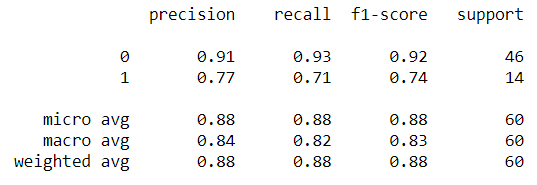 precision recall f1-score support
0 0.91 0.93 0.92 46
1 0.77 0.71 0.74 14
micro avg 0.88 0.88 0.88 60
macro avg 0.84 0.82 0.83 60
weighted avg 0.88 0.88 0.88 60